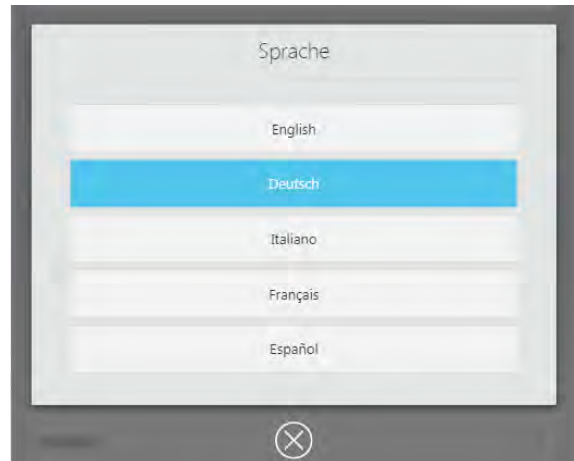 Sprache
English
Deutsch
Italiano
Français
Español